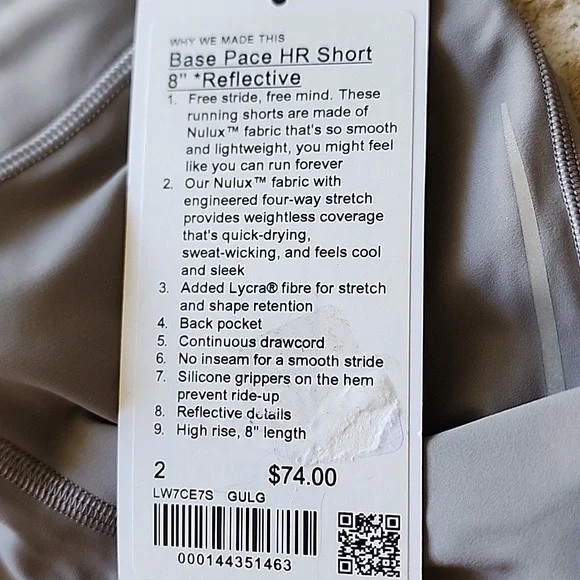 WHY WE MADE THIS
Base Pace HR Short
8" *Reflective
1. Free stride, free mind. These
running shorts are made of
Nulux™ fabric that's so smooth
and lightweight, you might feel
like you can run forever
2. Our Nulux™ fabric with
engineered four-way stretch
provides weightless coverage
that's quick-drying,
sweat-wicking, and feels cool
and sleek
3. Added Lycra® fibre for stretch
and shape retention
4. Back pocket
5. Continuous drawcord
6. No inseam for a smooth stride
7. Silicone grippers on the hem
prevent ride-up
8. Reflective details
9. High rise, 8" length
2 $74.00
LW7CE7S GULG
000144351463